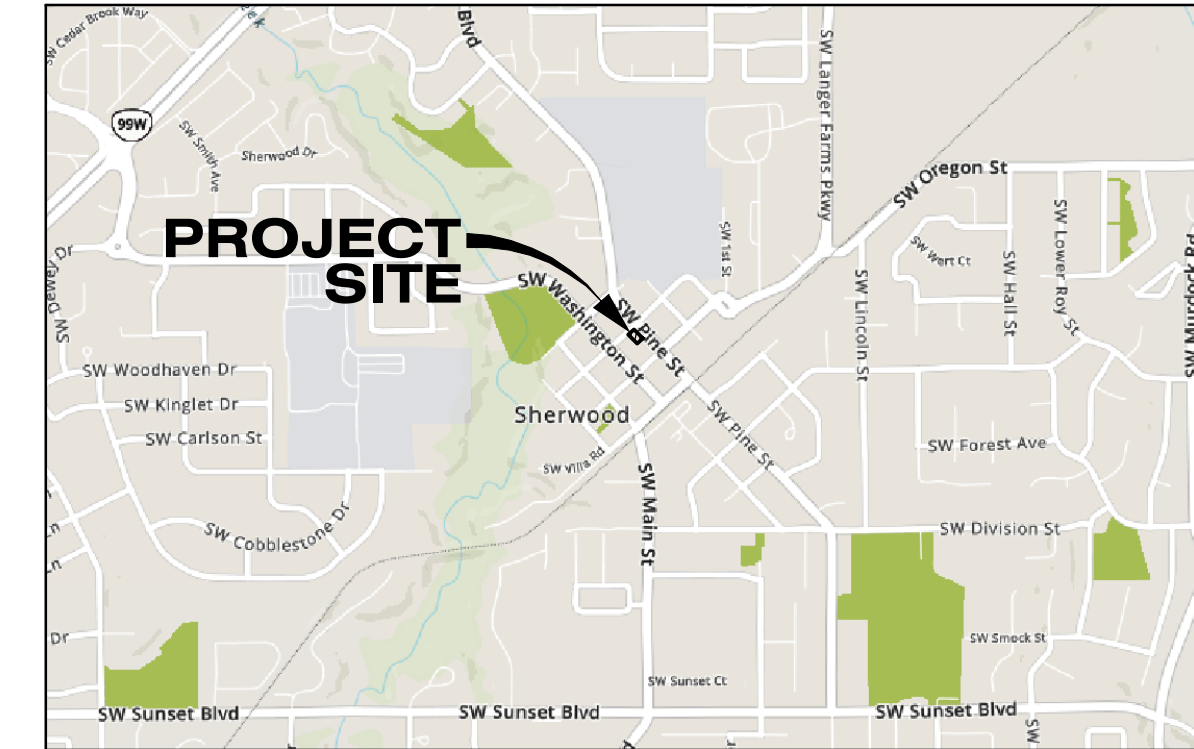 SW Cedar Brook Way
Blvd
SW Langer Farms Pkwy
99W
SW Smith Ave
Sherwood Dr
SW Oregon St
PROJECT
SITE
SW Dewey Dr
SW 1st St
SW Wert Ct
SW Hall St
SW Lower Roy St
SW Murdock Rd
SW Washington St
SW Pine St
SW Lincoln St
SW Woodhaven Dr
SW Kinglet Dr
SW Carlson St
Sherwood
SW Pine St
SW Forest Ave
SW Villa Rd
SW Main St
SW Cobblestone Dr
SW Division St
Dr
SW Smock St
SW Sunset Ct
SW Sunset Blvd
SW Sunset Blvd
SW Sunset Blvd
SW